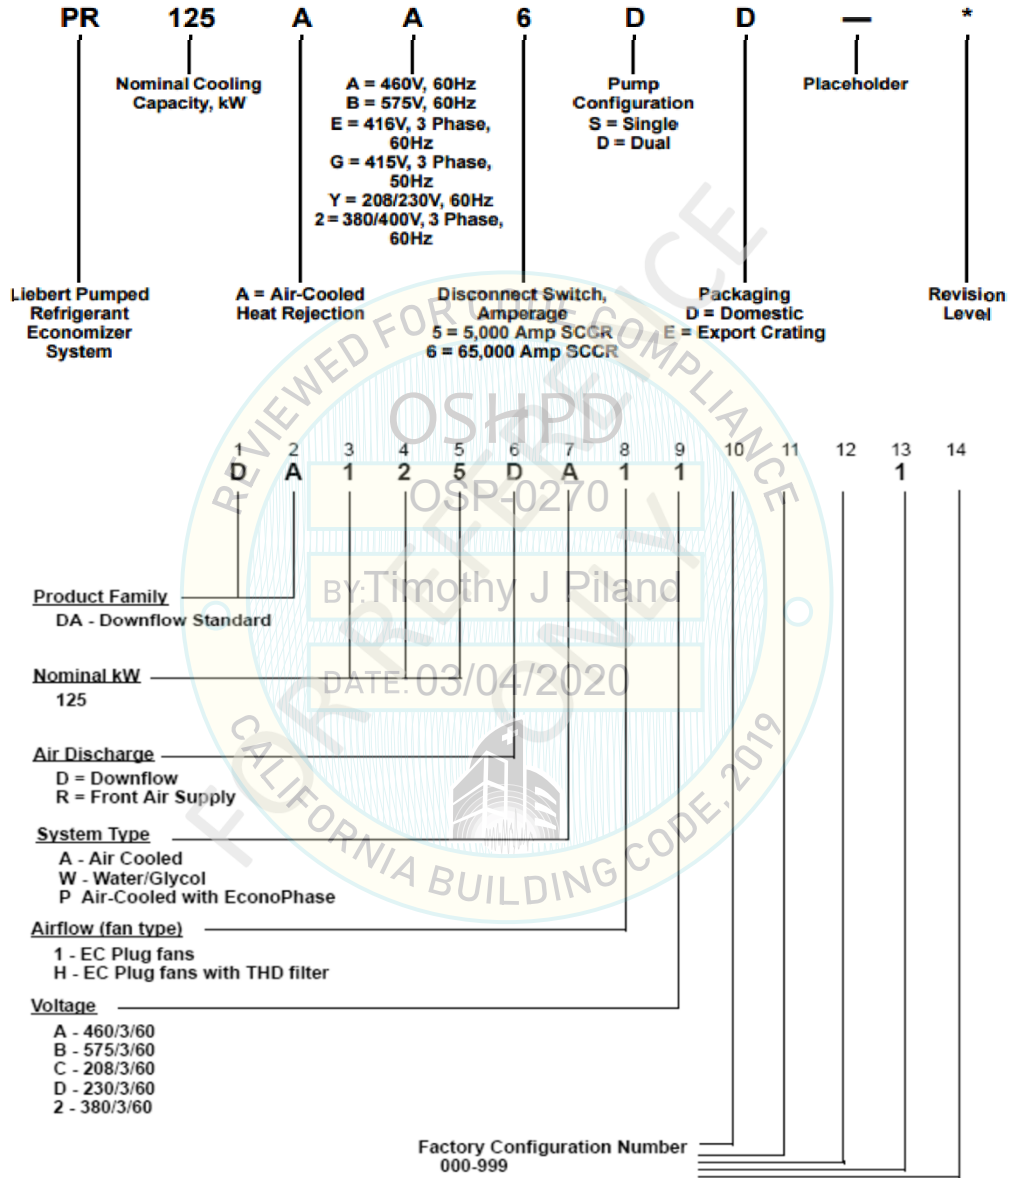 PR 125 A A 6 D D — *
Nominal Cooling
Capacity, kW
A = 460V, 60Hz
B = 575V, 60Hz
E = 416V, 3 Phase,
60Hz
G = 415V, 3 Phase,
50Hz
Y = 208/230V, 60Hz
2 = 380/400V, 3 Phase,
60Hz
Pump
Configuration
S = Single
D = Dual
Placeholder
Liebert Pumped
Refrigerant
Economizer
System
A = Air-Cooled
Heat Rejection
Disconnect Switch,
Amperage
5 = 5,000 Amp SCCR
6 = 65,000 Amp SCCR
Packaging
D = Domestic
E = Export Crating
Revision
Level
REVIEWED FOR CODE COMPLIANCE
OSHPD
OSP-0270
BY: Timothy J Piland
DATE: 03/04/2020
CALIFORNIA BUILDING CODE, 2019
FOR REFERENCE
ONLY
1 2 3 4 5 6 7 8 9 10 11 12 13 14
D A 1 2 5 D A 1 1 1
Product Family
DA - Downflow Standard
Nominal kW
125
Air Discharge
D = Downflow
R = Front Air Supply
System Type
A - Air Cooled
W - Water/Glycol
P Air-Cooled with EconoPhase
Airflow (fan type)
1 - EC Plug fans
H - EC Plug fans with THD filter
Voltage
A - 460/3/60
B - 575/3/60
C - 208/3/60
D - 230/3/60
2 - 380/3/60
Factory Configuration Number
000-999